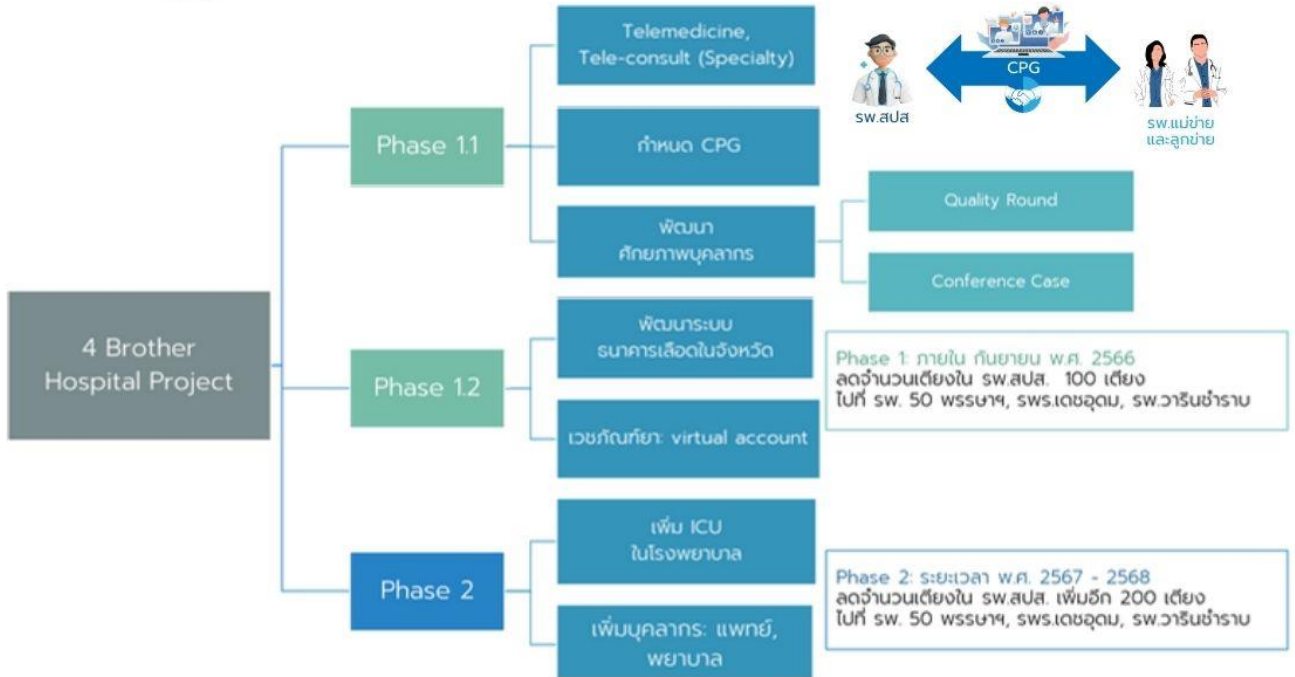 4 Brother
Hospital Project
Phase 1.1
Telemedicine,
Tele-consult (Specialty)
กำหนด CPG
พัฒนา
ศักยภาพบุคลากร
Quality Round
Conference Case
CPG
รพ.สปส
รพ.แม่ข่าย
และลูกข่าย
Phase 1.2
พัฒนาระบบ
ธนาคารเลือดในจังหวัด
เวชภัณฑ์ยา: virtual account
Phase 1: ภายใน กันยายน พ.ศ. 2566
ลดจำนวนเตียงใน รพ.สปส. 100 เตียง
ไปที่ รพ. 50 พรรษาฯ, รพร.เดชอุดม, รพ.วารินชำราบ
Phase 2
เพิ่ม ICU
ในโรงพยาบาล
เพิ่มบุคลากร: แพทย์,
พยาบาล
Phase 2: ระยะเวลา พ.ศ. 2567 - 2568
ลดจำนวนเตียงใน รพ.สปส. เพิ่มอีก 200 เตียง
ไปที่ รพ. 50 พรรษาฯ, รพร.เดชอุดม, รพ.วารินชำราบ